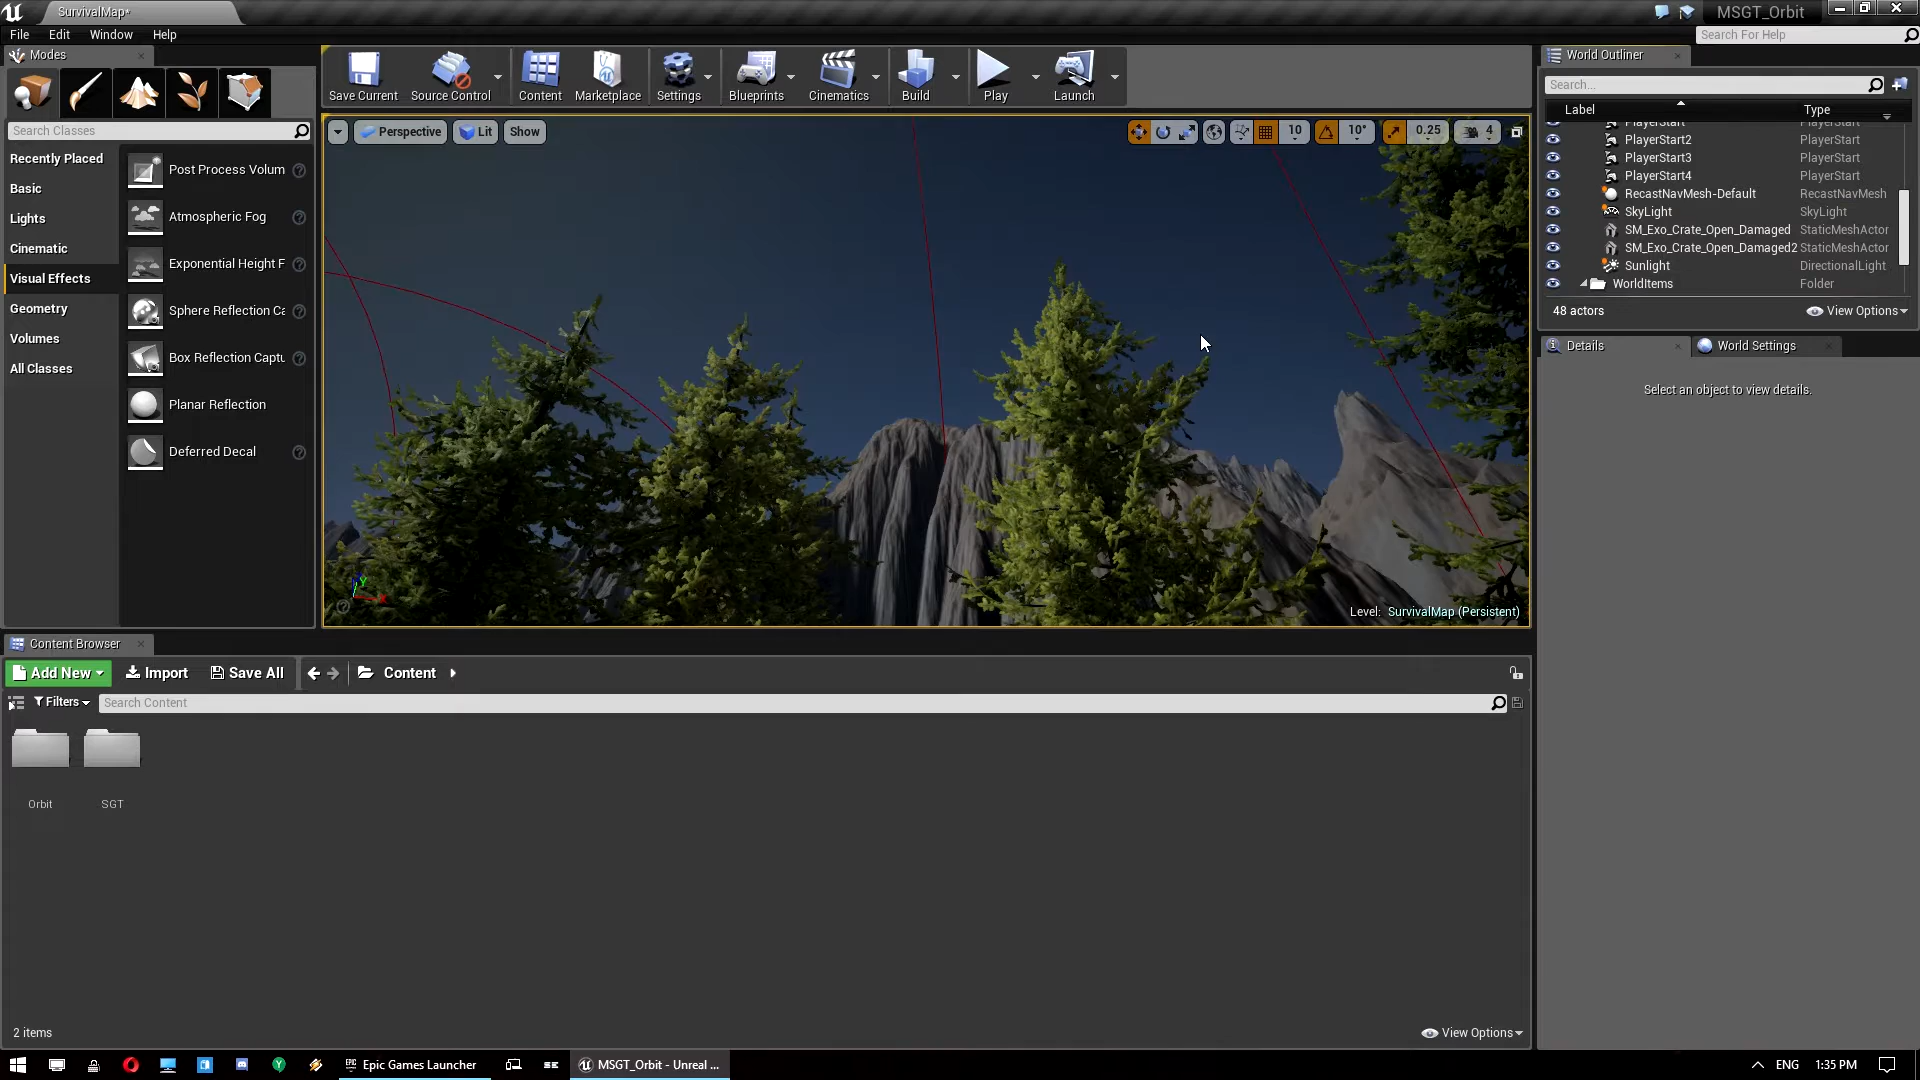 SurvivalMap*
MSGT_Orbit
File Edit Window Help
Search For Help
Modes
Save Current Source Control Content Marketplace Settings Blueprints Cinematics Build Play Launch
World Outliner
Search...
Label Type
Search Classes
Recently Placed
Basic
Lights
Cinematic
Visual Effects
Geometry
Volumes
All Classes
Post Process Volum
Atmospheric Fog
Exponential Height F
Sphere Reflection Ca
Box Reflection Captu
Planar Reflection
Deferred Decal
Perspective Lit Show
10 10° 0.25 4
Level: SurvivalMap (Persistent)
PlayerStart PlayerStart
PlayerStart2 PlayerStart
PlayerStart3 PlayerStart
PlayerStart4 PlayerStart
RecastNavMesh-Default RecastNavMesh
SkyLight SkyLight
SM_Exo_Crate_Open_Damaged StaticMeshActor
SM_Exo_Crate_Open_Damaged2 StaticMeshActor
Sunlight DirectionalLight
WorldItems Folder
48 actors View Options
Details World Settings
Select an object to view details.
Content Browser
Add New Import Save All Content
Filters Search Content
Orbit SGT
2 items View Options
Epic Games Launcher MSGT_Orbit - Unreal ... ENG 1:35 PM